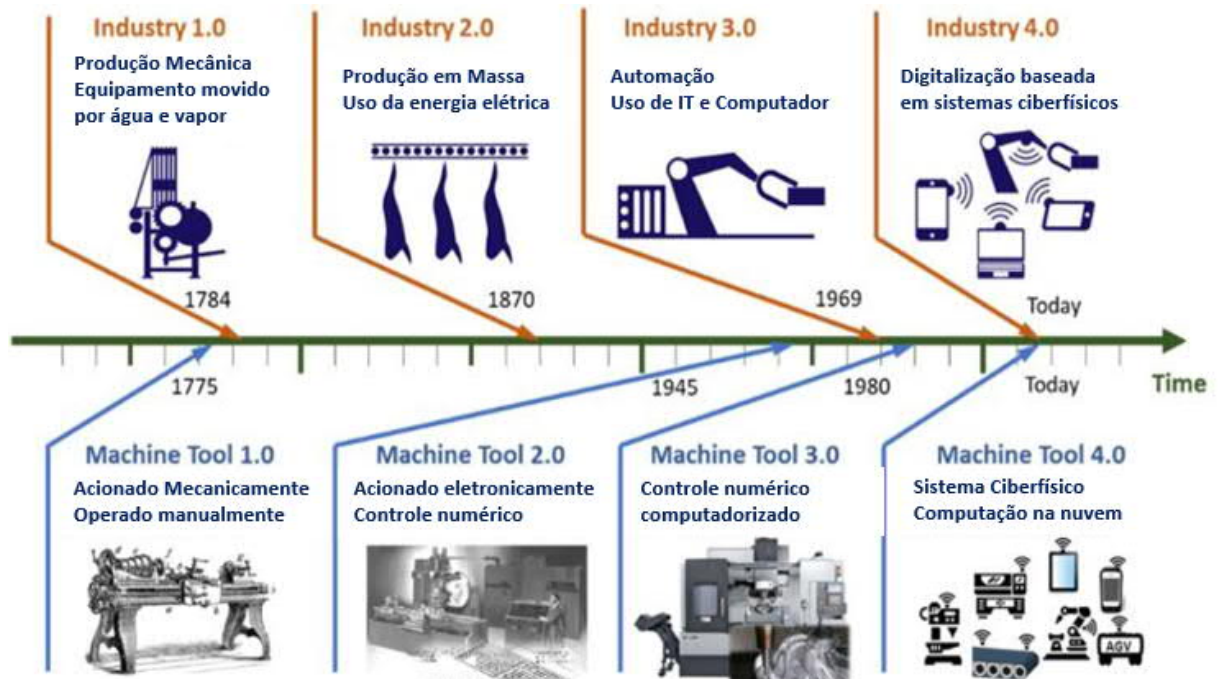 Industry 1.0
Produção Mecânica
Equipamento movido
por água e vapor
Industry 2.0
Produção em Massa
Uso da energia elétrica
Industry 3.0
Automação
Uso de IT e Computador
Industry 4.0
Digitalização baseada
em sistemas ciberfísicos
1784
1870
1969
Today
1775
1945
1980
Today
Time
Machine Tool 1.0
Acionado Mecanicamente
Operado manualmente
Machine Tool 2.0
Acionado eletronicamente
Controle numérico
Machine Tool 3.0
Controle numérico
computadorizado
Machine Tool 4.0
Sistema Ciberfísico
Computação na nuvem
AGV